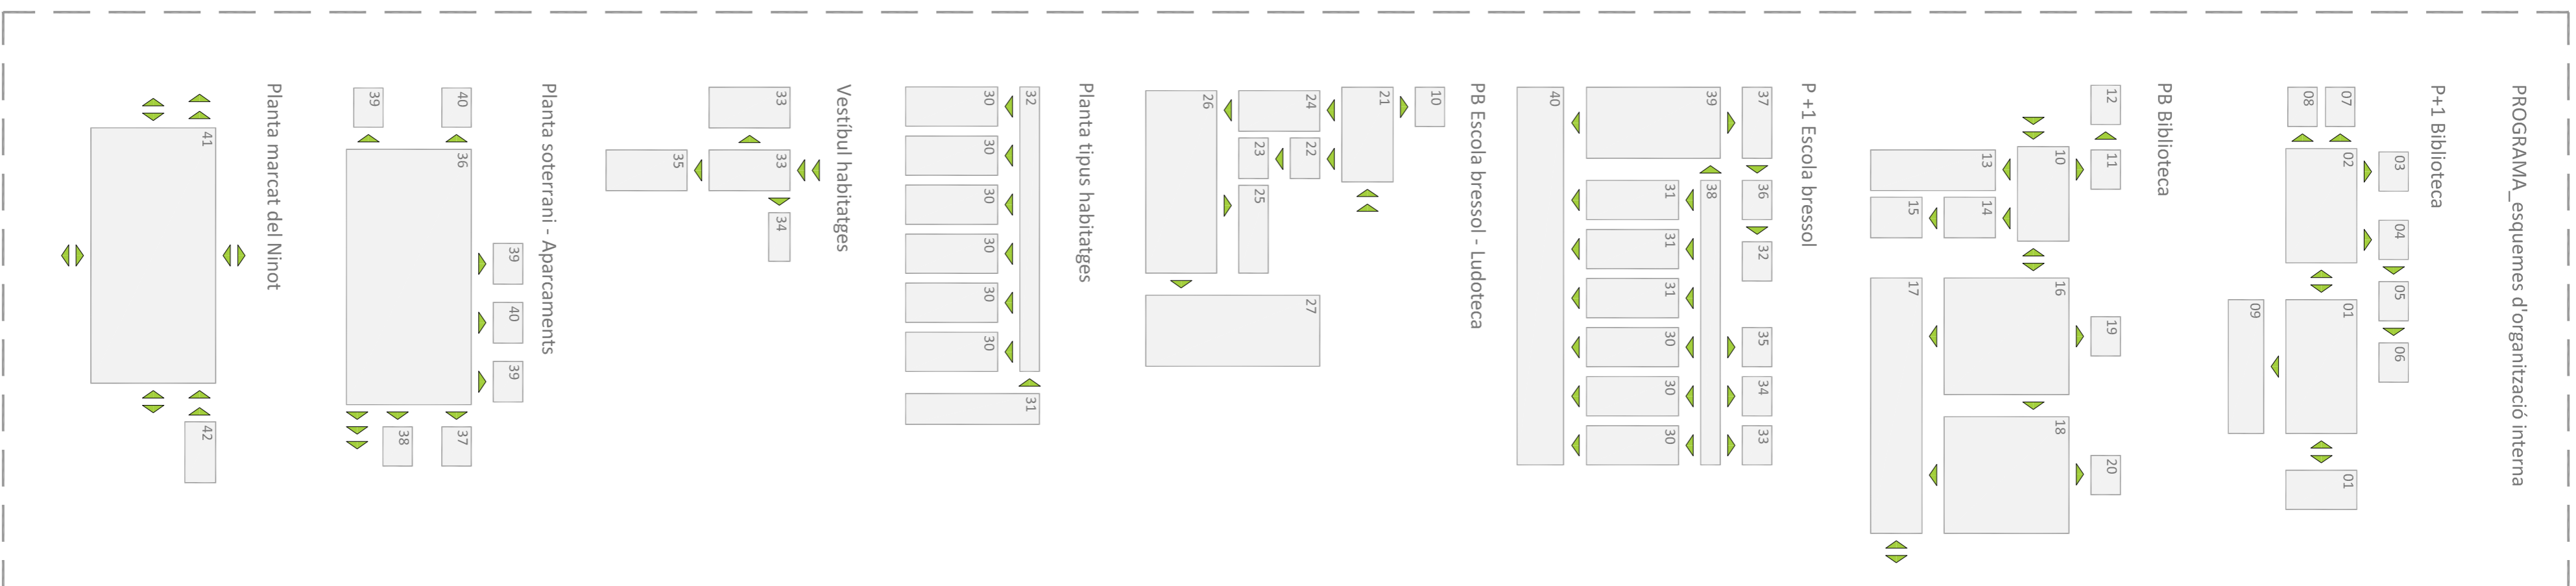 PROGRAMA_esquemes d'organització interna
P+1 Biblioteca
03 04 05 06
07 02 01 01
08
09
PB Biblioteca
12 11 19 20
10 16 18
13 14
15 17
P +1 Escola bressol
37 36 32 35 34 33
39 38
31 31 31 30 30 30
40
PB Escola bressol - Ludoteca
10
21
24 22 27
23 25
26
Planta tipus habitatges
32 31
30 30 30 30 30 30
Vestíbul habitatges
33 33 34
35
Planta soterrani - Aparcaments
39 40 39
40 36 37
38
39
Planta marcat del Ninot
41 42